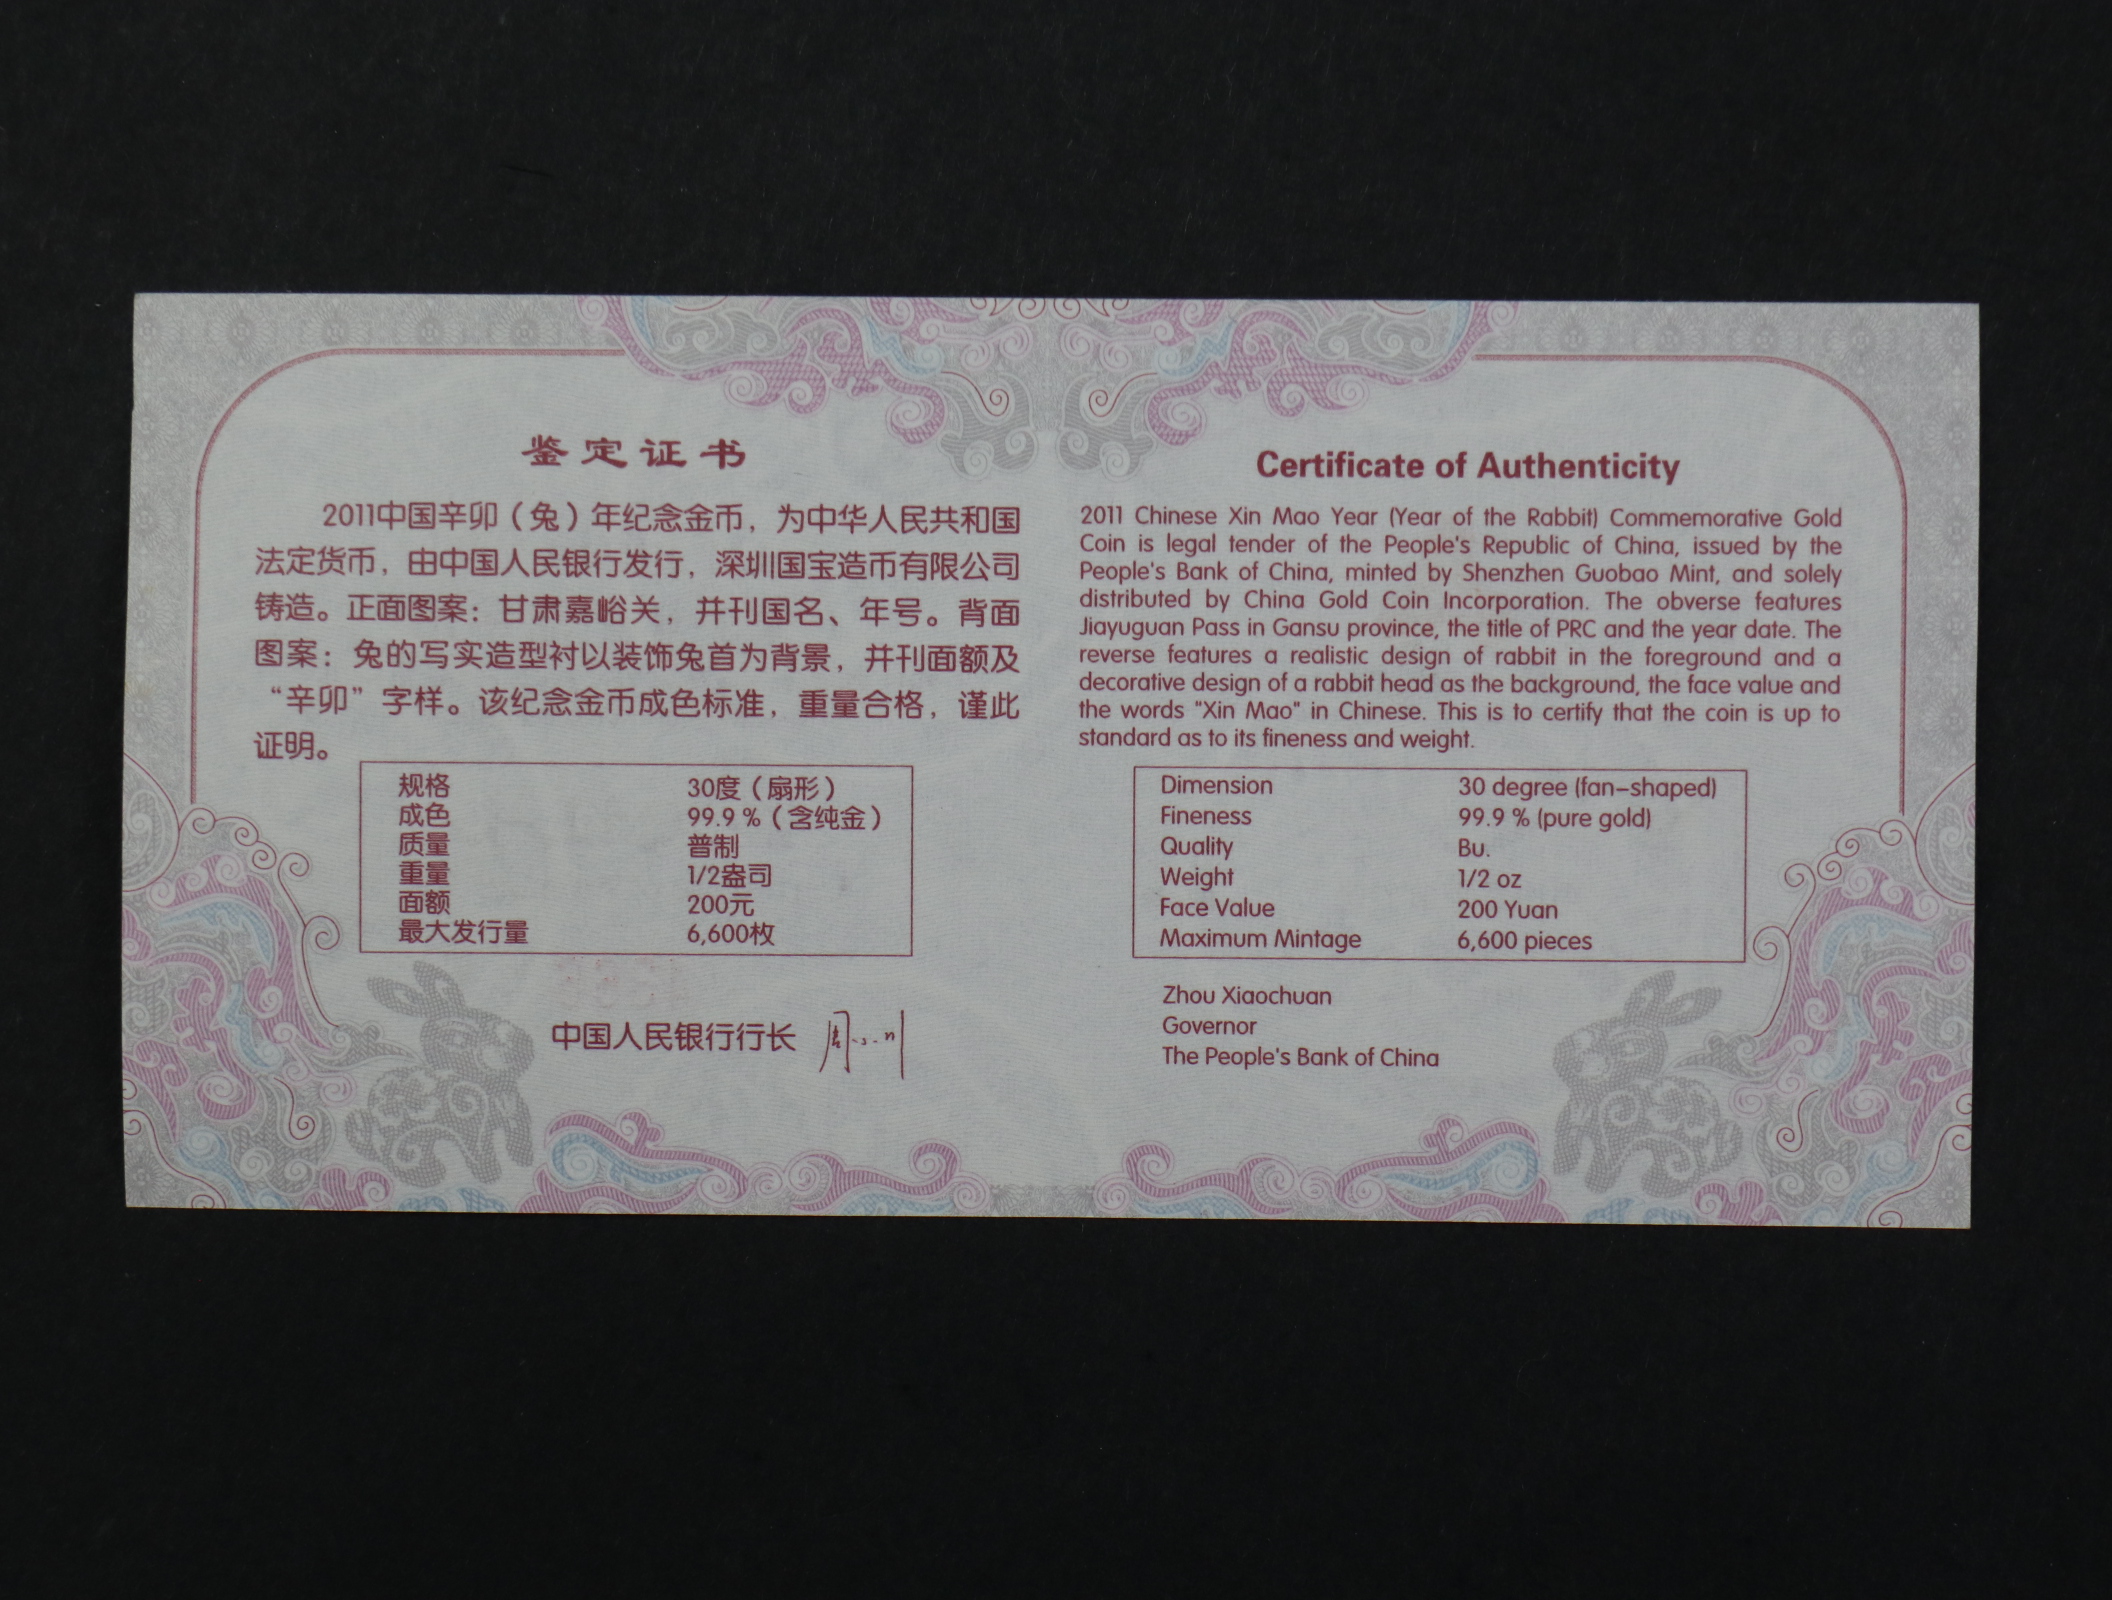 鉴定证书
2011中国辛卯（兔）年纪念金币，为中华人民共和国
法定货币，由中国人民银行发行，深圳国宝造币有限公司
铸造。正面图案：甘肃嘉峪关，并刊国名、年号。背面
图案：兔的写实造型衬以装饰兔首为背景，并刊面额及
“辛卯”字样。该纪念金币成色标准，重量合格，谨此
证明。
规格 30度（扇形）
成色 99.9 %（含纯金）
质量 普制
重量 1/2盎司
面额 200元
最大发行量 6,600枚
中国人民银行行长 周小川
Certificate of Authenticity
2011 Chinese Xin Mao Year (Year of the Rabbit) Commemorative Gold
Coin is legal tender of the People's Republic of China, issued by the
People's Bank of China, minted by Shenzhen Guobao Mint, and solely
distributed by China Gold Coin Incorporation. The obverse features
Jiayuguan Pass in Gansu province, the title of PRC and the year date. The
reverse features a realistic design of rabbit in the foreground and a
decorative design of a rabbit head as the background, the face value and
the words "Xin Mao" in Chinese. This is to certify that the coin is up to
standard as to its fineness and weight.
Dimension 30 degree (fan-shaped)
Fineness 99.9 % (pure gold)
Quality Bu.
Weight 1/2 oz
Face Value 200 Yuan
Maximum Mintage 6,600 pieces
Zhou Xiaochuan
Governor
The People's Bank of China